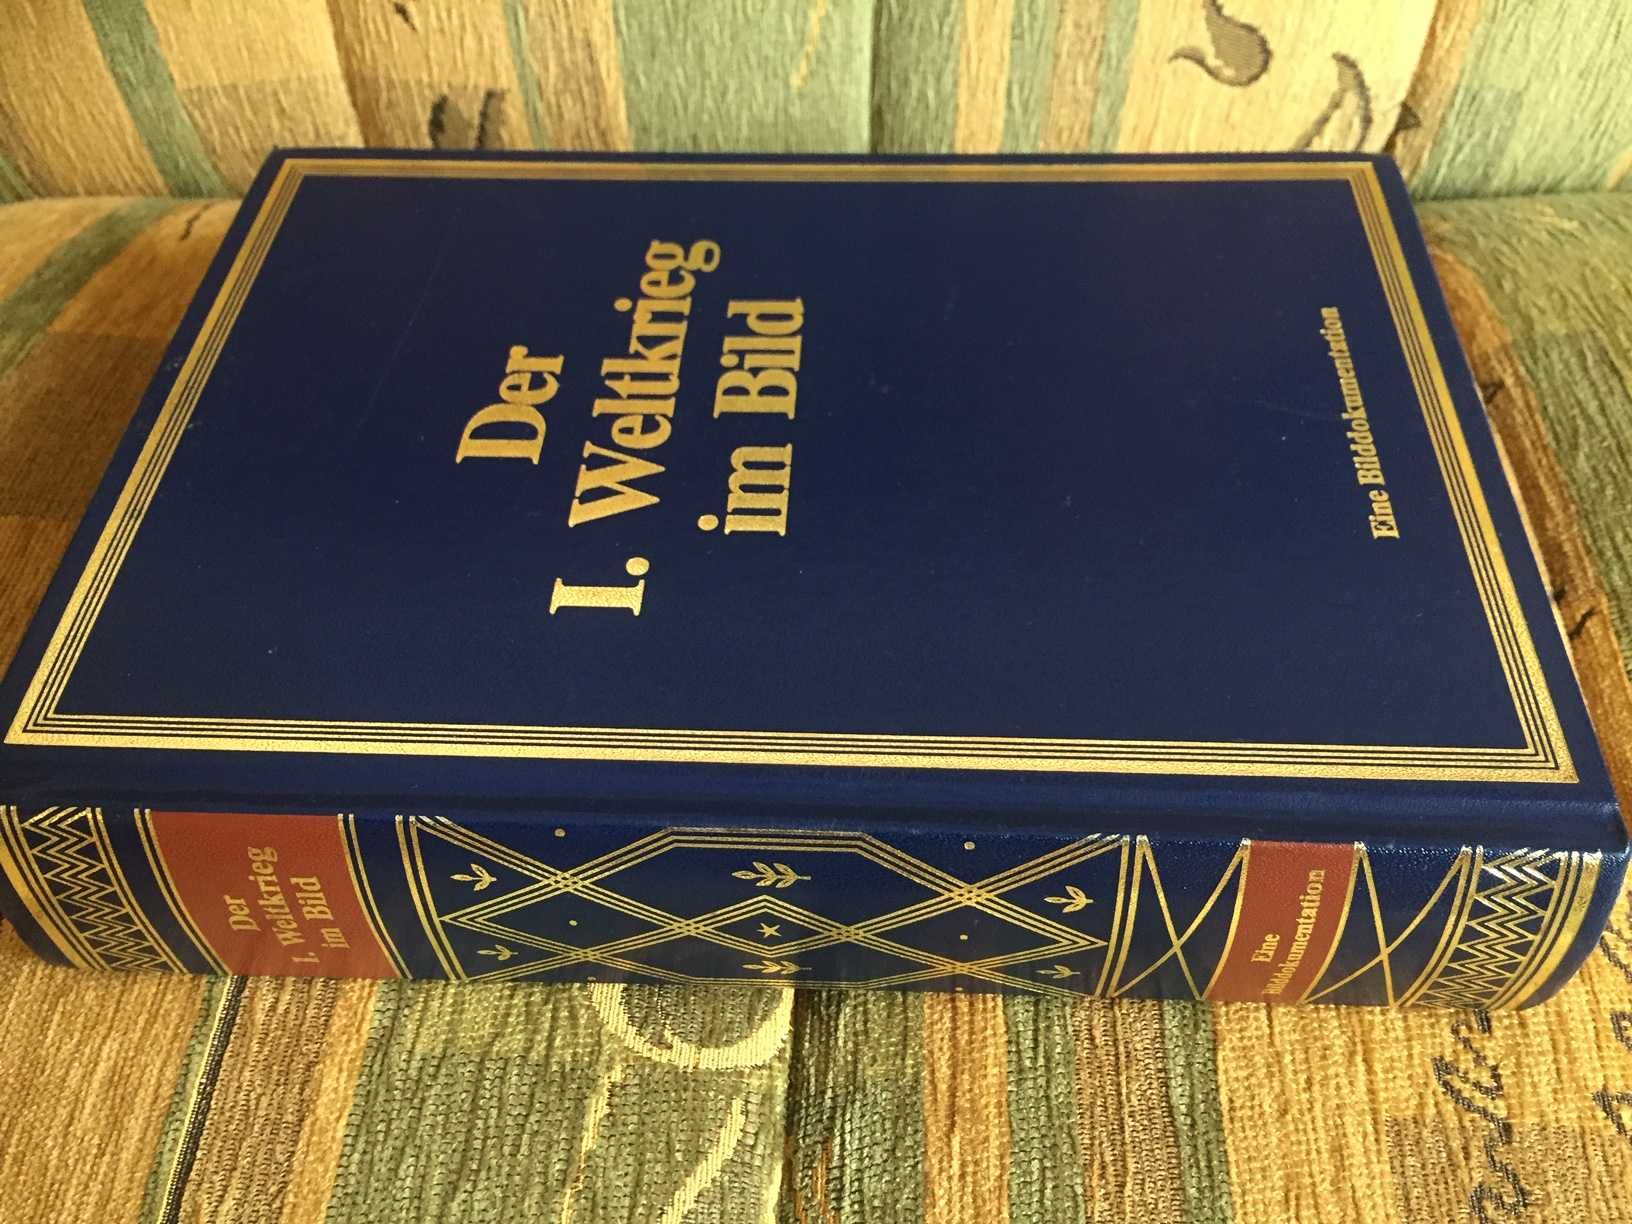 Der
I. Weltkrieg
im Bild
Eine Bilddokumentation
Der
I. Weltkrieg
im Bild
Eine
Bilddokumentation